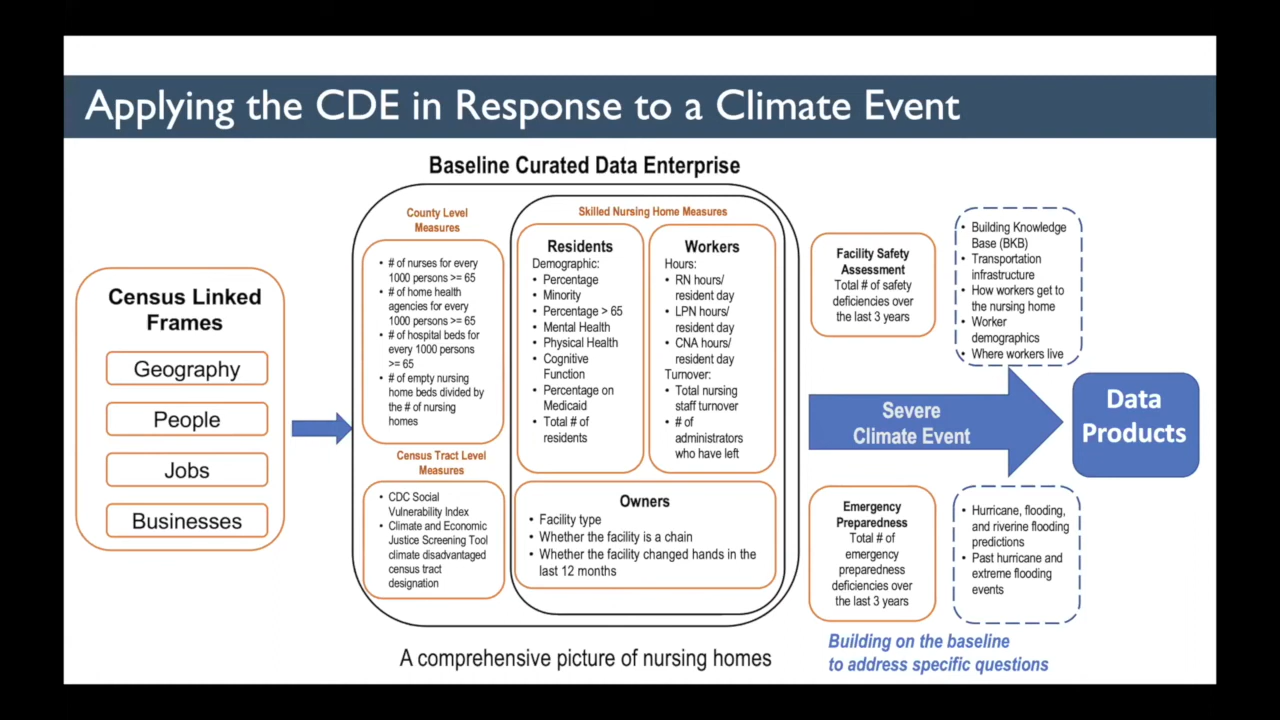 Applying the CDE in Response to a Climate Event
Baseline Curated Data Enterprise
Census Linked
Frames
Geography
People
Jobs
Businesses
County Level
Measures
• # of nurses for every
1000 persons >= 65
• # of home health
agencies for every
1000 persons >= 65
• # of hospital beds for
every 1000 persons
>= 65
• # of empty nursing
home beds divided by
the # of nursing
homes
Census Tract Level
Measures
• CDC Social
Vulnerability Index
• Climate and Economic
Justice Screening Tool
climate disadvantaged
census tract
designation
Skilled Nursing Home Measures
Residents
Demographic:
• Percentage
• Minority
• Percentage > 65
• Mental Health
• Physical Health
• Cognitive
Function
• Percentage on
Medicaid
• Total # of
residents
Workers
Hours:
• RN hours/
resident day
• LPN hours/
resident day
• CNA hours/
resident day
Turnover:
• Total nursing
staff turnover
• # of
administrators
who have left
Owners
• Facility type
• Whether the facility is a chain
• Whether the facility changed hands in the
last 12 months
A comprehensive picture of nursing homes
Facility Safety
Assessment
Total # of safety
deficiencies over
the last 3 years
• Building Knowledge
Base (BKB)
• Transportation
infrastructure
• How workers get to
the nursing home
• Worker
demographics
• Where workers live
Severe
Climate Event
Data
Products
Emergency
Preparedness
Total # of
emergency
preparedness
deficiencies over
the last 3 years
• Hurricane, flooding,
and riverine flooding
predictions
• Past hurricane and
extreme flooding
events
Building on the baseline
to address specific questions